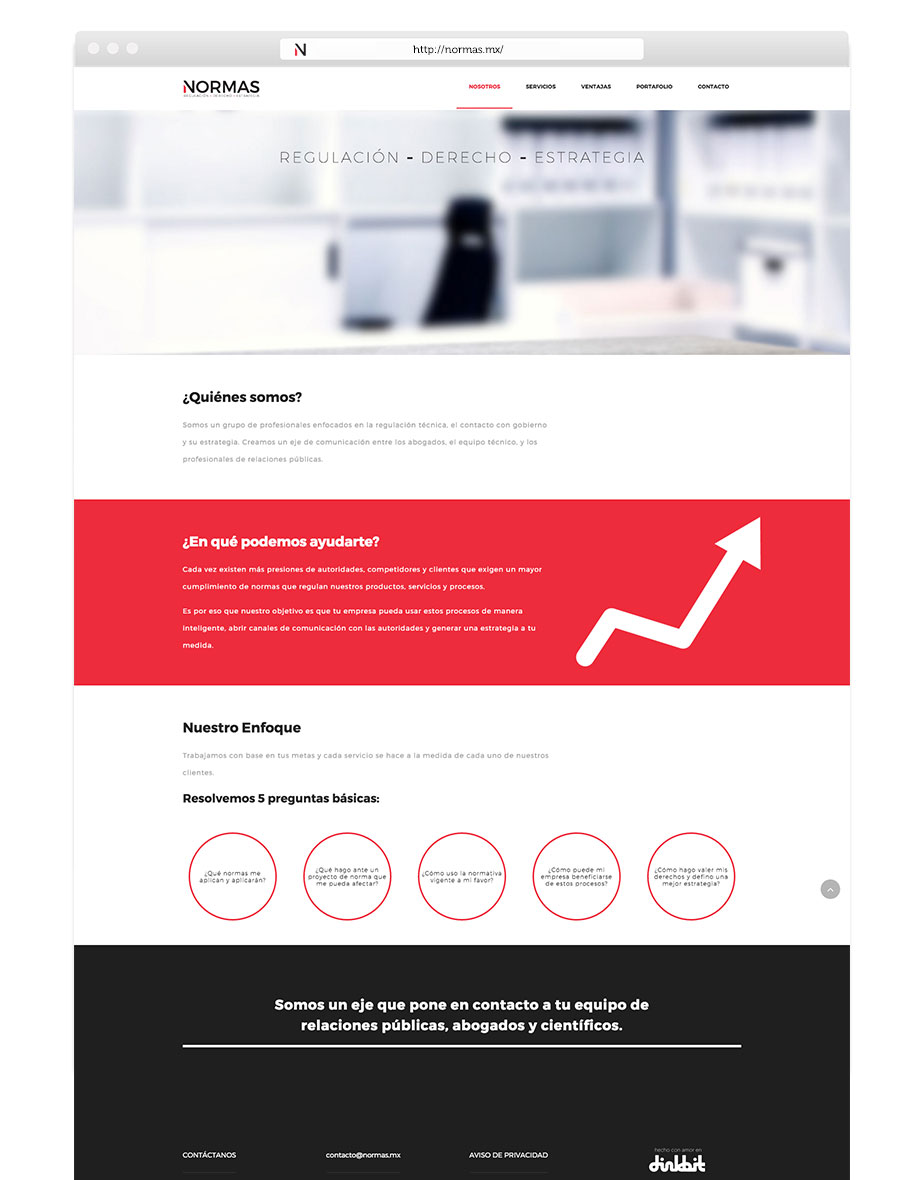 N
http://normas.mx/
NORMAS
REGULACIÓN / DERECHO / ESTRATEGIA
NOSOTROS
SERVICIOS
VENTAJAS
PORTAFOLIO
CONTACTO
REGULACIÓN - DERECHO - ESTRATEGIA
¿Quiénes somos?
Somos un grupo de profesionales enfocados en la regulación técnica, el contacto con gobierno
y su estrategia. Creamos un eje de comunicación entre los abogados, el equipo técnico, y los
profesionales de relaciones públicas.
¿En qué podemos ayudarte?
Cada vez existen más presiones de autoridades, competidores y clientes que exigen un mayor
cumplimiento de normas que regulan nuestros productos, servicios y procesos.
Es por eso que nuestro objetivo es que tu empresa pueda usar estos procesos de manera
inteligente, abrir canales de comunicación con las autoridades y generar una estrategia a tu
medida.
Nuestro Enfoque
Trabajamos con base en tus metas y cada servicio se hace a la medida de cada uno de nuestros
clientes.
Resolvemos 5 preguntas básicas:
¿Qué normas me
aplican y aplicarán?
¿Qué hago ante un
proyecto de norma que
me pueda afectar?
¿Cómo uso la normativa
vigente a mi favor?
¿Cómo puede mi
empresa beneficiarse
de estos procesos?
¿Cómo hago valer mis
derechos y defino una
mejor estrategia?
Somos un eje que pone en contacto a tu equipo de
relaciones públicas, abogados y científicos.
CONTÁCTANOS
contacto@normas.mx
AVISO DE PRIVACIDAD
hecho con amor en
dinkbit